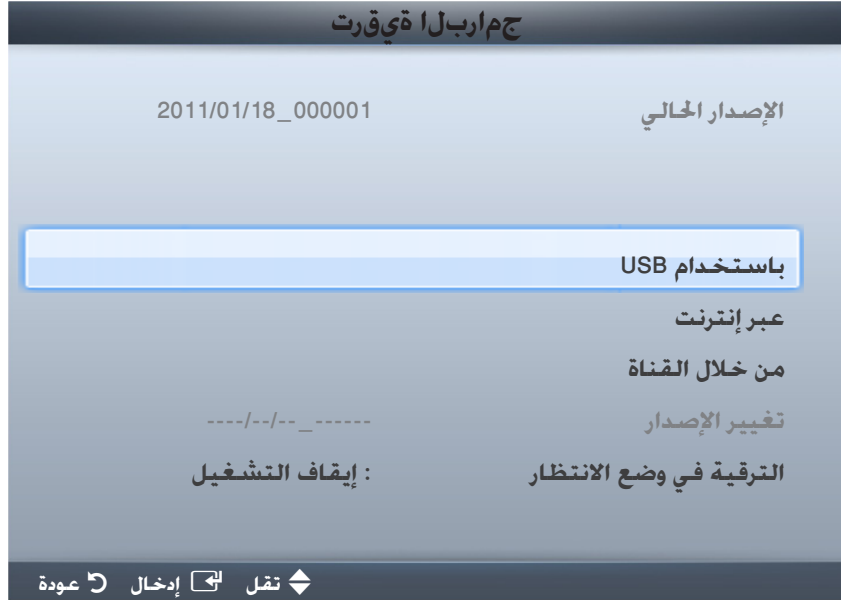 جماربلا ةيقرت
الإصدار الحالي 2011/01/18_000001
باستخدام USB
عبر إنترنت
من خلال القناة
تغيير الإصدار ----/--/--_------
الترقية في وضع الانتظار : إيقاف التشغيل
تقل إدخال عودة